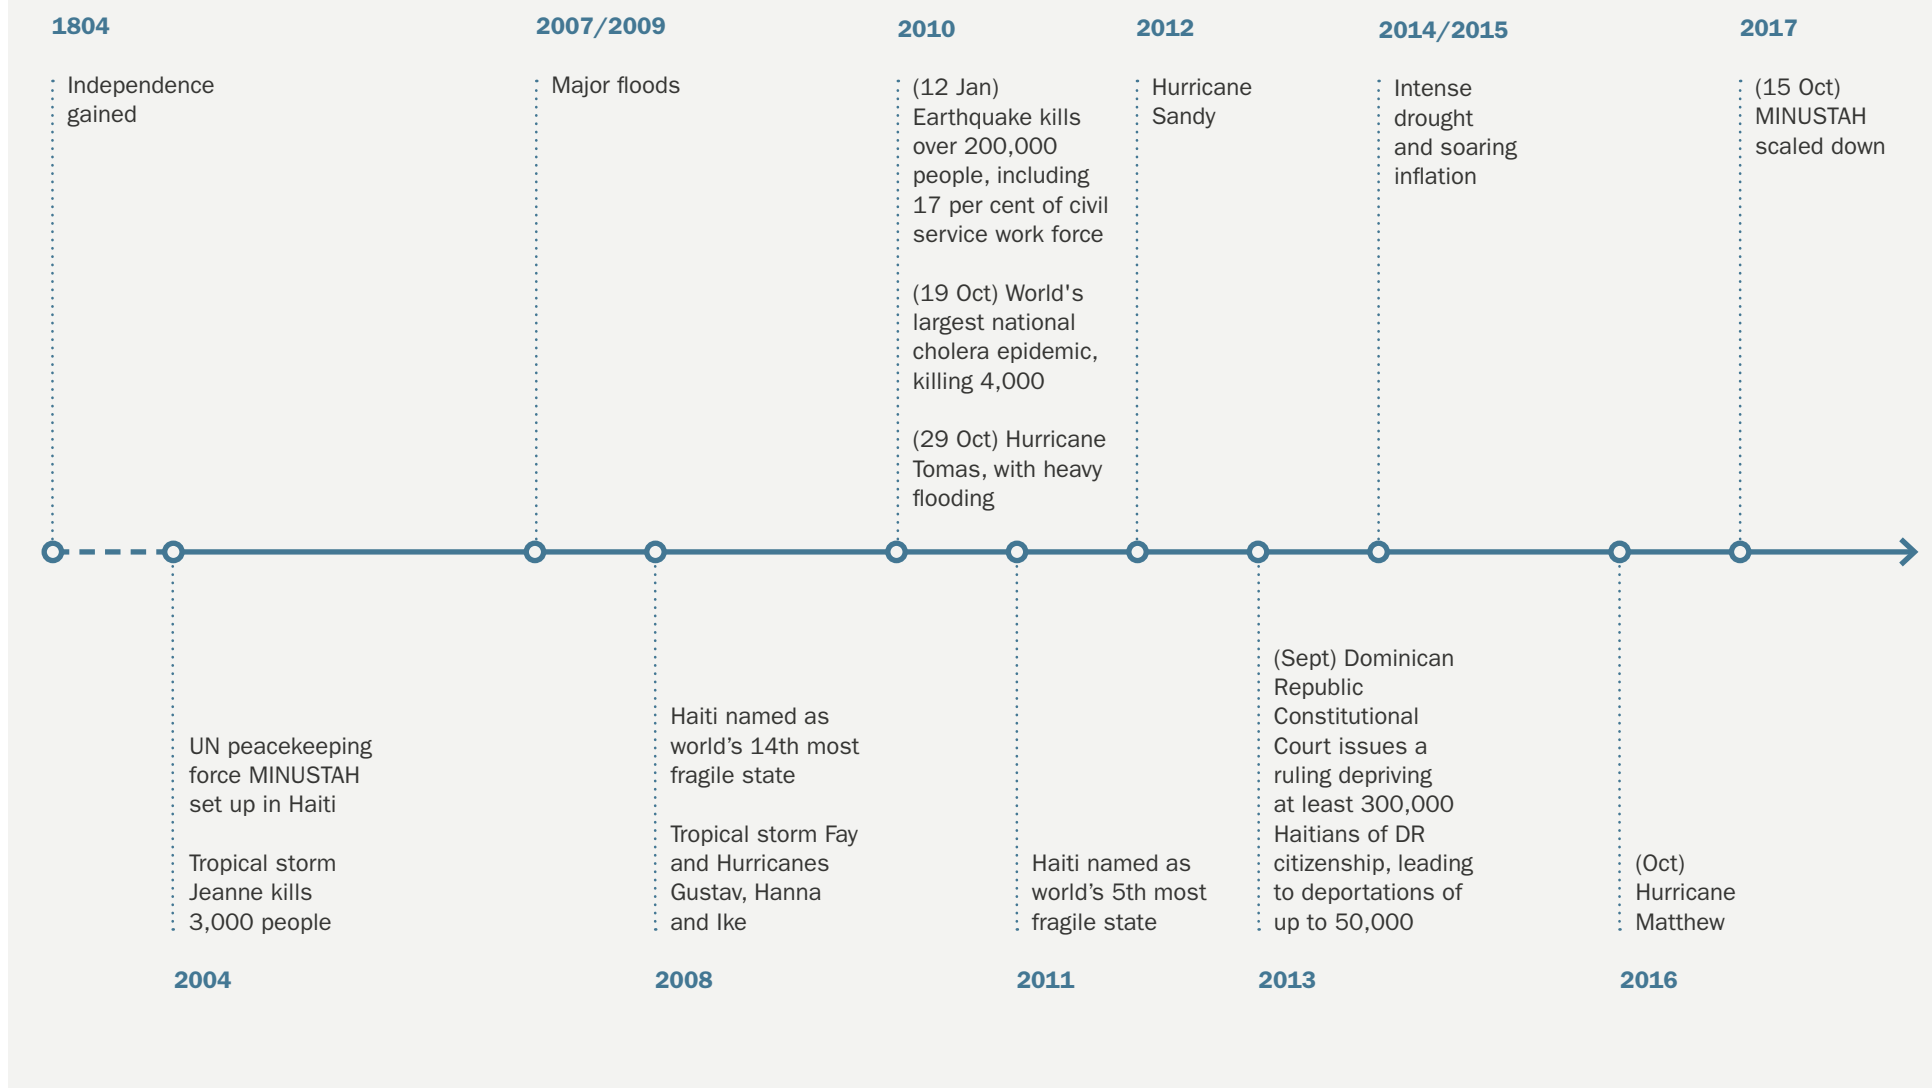 1804
Independence
gained
2007/2009
Major floods
2010
(12 Jan)
Earthquake kills
over 200,000
people, including
17 per cent of civil
service work force
(19 Oct) World's
largest national
cholera epidemic,
killing 4,000
(29 Oct) Hurricane
Tomas, with heavy
flooding
2012
Hurricane
Sandy
2014/2015
Intense
drought
and soaring
inflation
2017
(15 Oct)
MINUSTAH
scaled down
UN peacekeeping
force MINUSTAH
set up in Haiti
Tropical storm
Jeanne kills
3,000 people
2004
Haiti named as
world’s 14th most
fragile state
Tropical storm Fay
and Hurricanes
Gustav, Hanna
and Ike
2008
Haiti named as
world’s 5th most
fragile state
2011
(Sept) Dominican
Republic
Constitutional
Court issues a
ruling depriving
at least 300,000
Haitians of DR
citizenship, leading
to deportations of
up to 50,000
2013
(Oct)
Hurricane
Matthew
2016